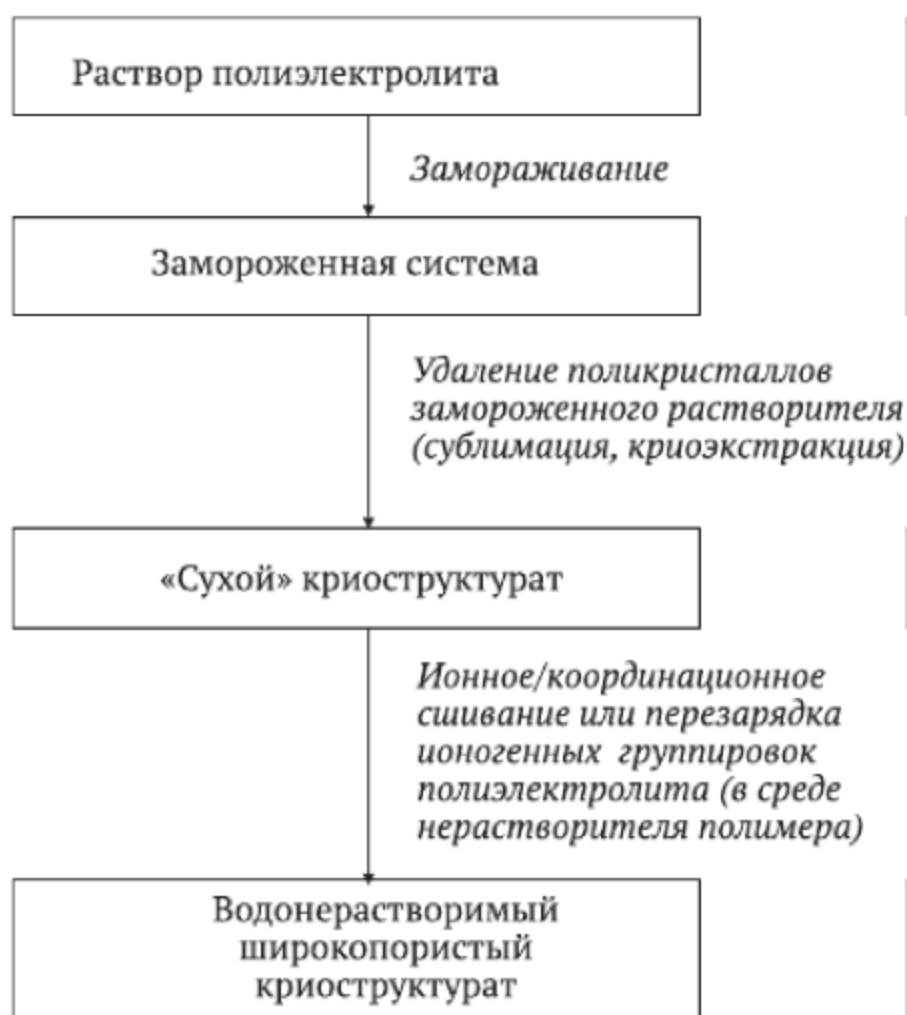 Раствор полиэлектролита
Замораживание
Замороженная система
Удаление поликристаллов
замороженного растворителя
(сублимация, криоэкстракция)
«Сухой» криоструктурат
Ионное/координационное
сшивание или перезарядка
ионогенных группировок
полиэлектролита (в среде
нерастворителя полимера)
Водонерастворимый
широкопористый
криоструктурат